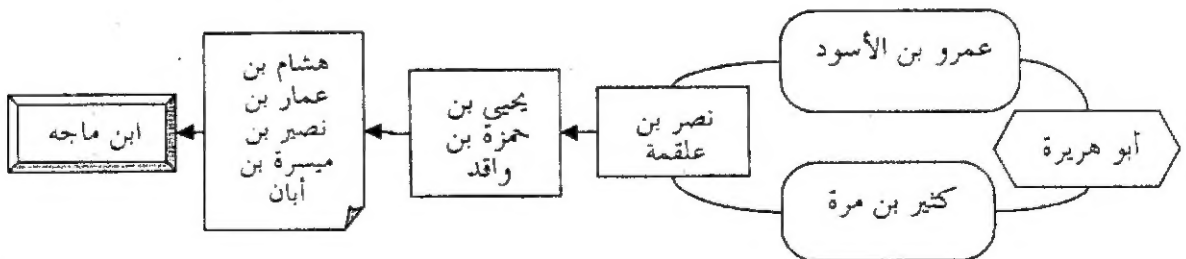 عمرو بن الأسود
أبو هريرة
كثير بن مرة
نصر بن
علقمة
يحيى بن
حمزة بن
واقد
هشام بن
عمار بن
نصير بن
ميسرة بن
أبان
ابن ماجه